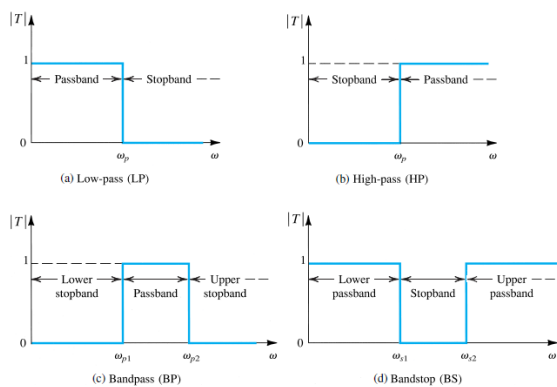 |T|
1
Passband
Stopband
0
ωp
ω
(a) Low-pass (LP)
|T|
1
Stopband
Passband
0
ωp
ω
(b) High-pass (HP)
|T|
1
Lower
stopband
Passband
Upper
stopband
0
ωp1
ωp2
ω
(c) Bandpass (BP)
|T|
1
Lower
passband
Stopband
Upper
passband
0
ωs1
ωs2
ω
(d) Bandstop (BS)